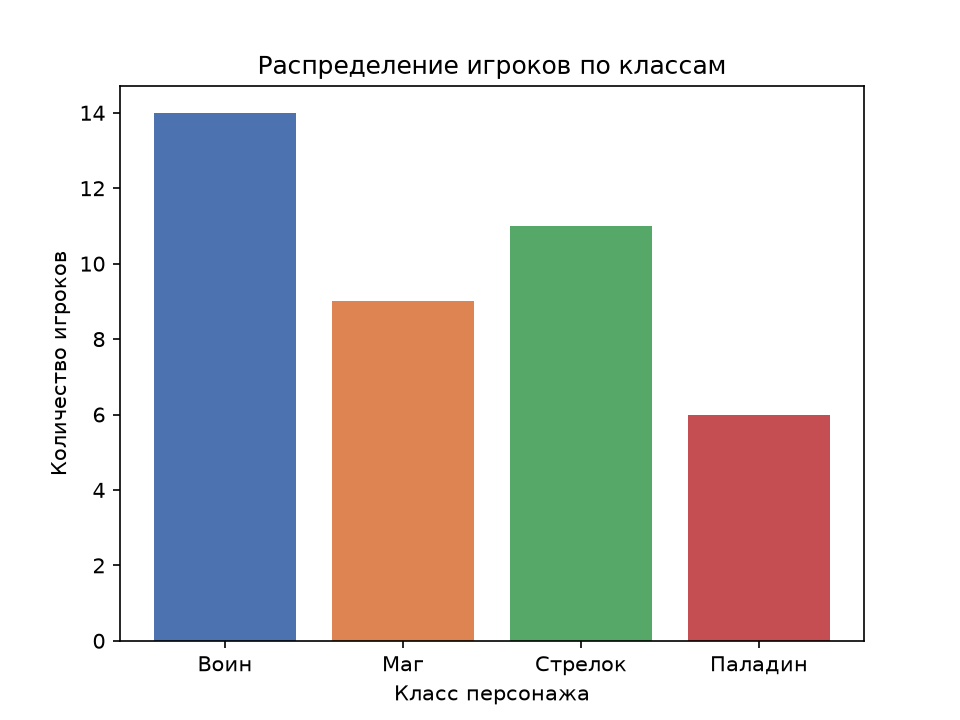 Распределение игроков по классам
Количество игроков
14
12
10
8
6
4
2
0
Воин Маг Стрелок Паладин
Класс персонажа